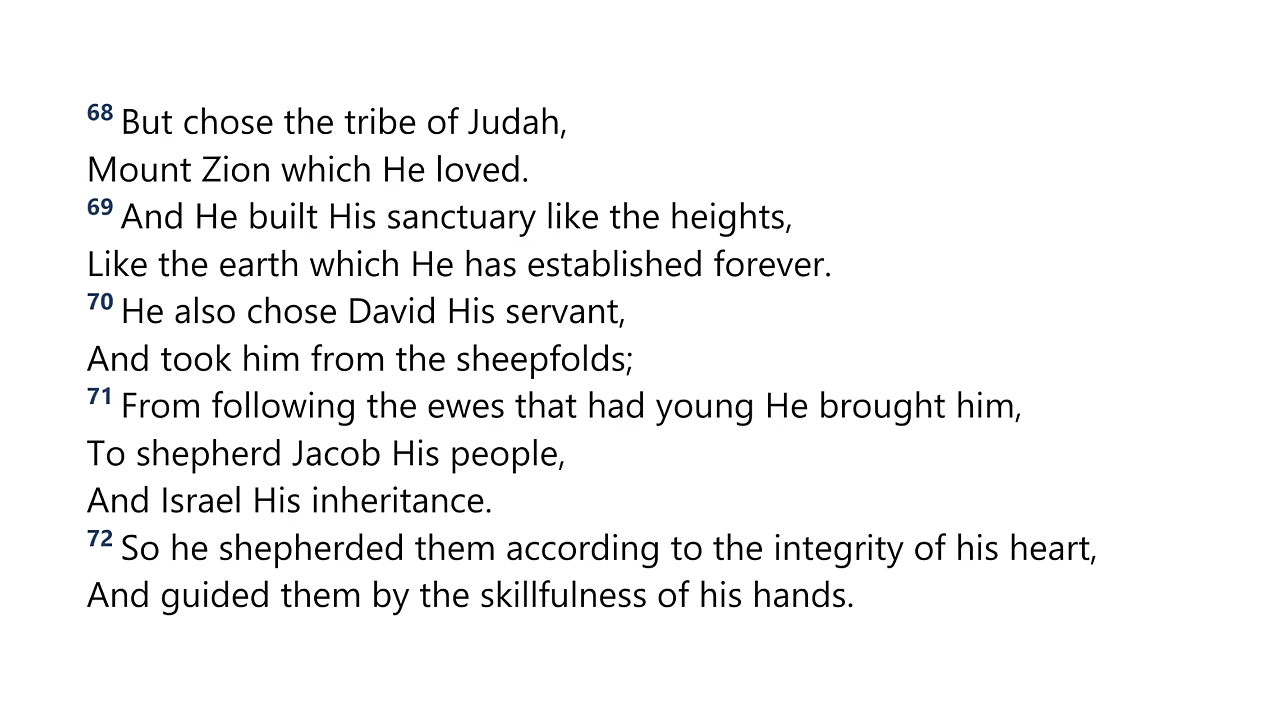 68 But chose the tribe of Judah,
Mount Zion which He loved.
69 And He built His sanctuary like the heights,
Like the earth which He has established forever.
70 He also chose David His servant,
And took him from the sheepfolds;
71 From following the ewes that had young He brought him,
To shepherd Jacob His people,
And Israel His inheritance.
72 So he shepherded them according to the integrity of his heart,
And guided them by the skillfulness of his hands.